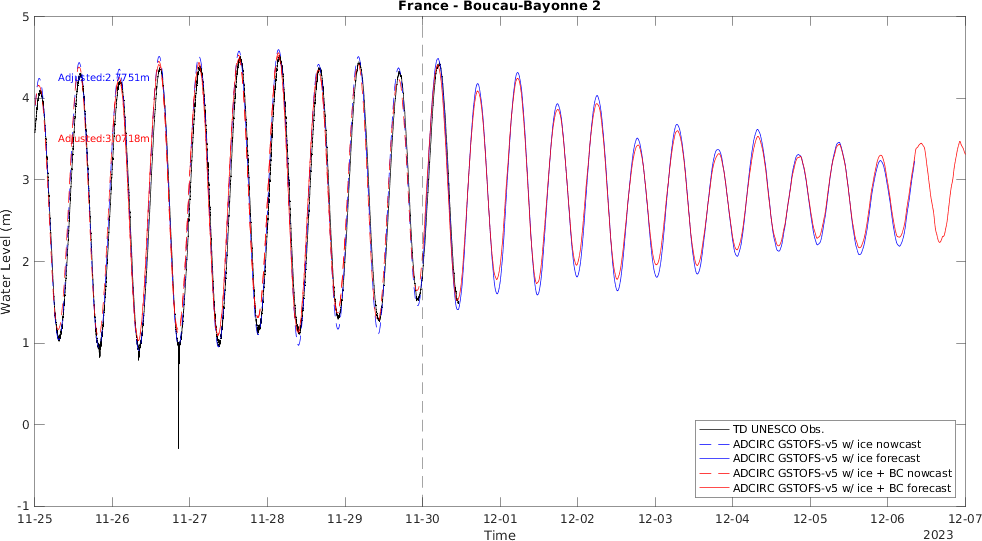 France - Boucau-Bayonne 2
5
4
3
2
1
0
-1
Water Level (m)
Adjusted:2.7751m
Adjusted:3.0718m
TD UNESCO Obs.
ADCIRC GSTOFS-v5 w/ ice nowcast
ADCIRC GSTOFS-v5 w/ ice forecast
ADCIRC GSTOFS-v5 w/ ice + BC nowcast
ADCIRC GSTOFS-v5 w/ ice + BC forecast
11-25 11-26 11-27 11-28 11-29 11-30 12-01 12-02 12-03 12-04 12-05 12-06 12-07
Time
2023